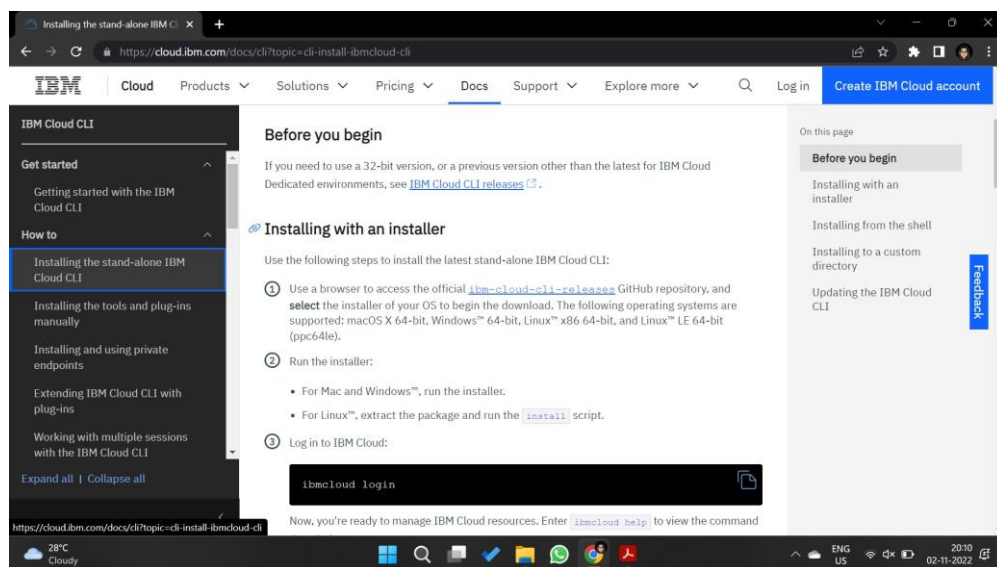 Installing the stand-alone IBM Cl
https://cloud.ibm.com/docs/cli?topic=cli-install-ibmcloud-cli
IBM Cloud Products Solutions Pricing Docs Support Explore more Log in Create IBM Cloud account
IBM Cloud CLI
Get started
Getting started with the IBM
Cloud CLI
How to
Installing the stand-alone IBM
Cloud CLI
Installing the tools and plug-ins
manually
Installing and using private
endpoints
Extending IBM Cloud CLI with
plug-ins
Working with multiple sessions
with the IBM Cloud CLI
Expand all | Collapse all
https://cloud.ibm.com/docs/cli?topic=cli-install-ibmcloud-cli
Before you begin
If you need to use a 32-bit version, or a previous version other than the latest for IBM Cloud
Dedicated environments, see IBM Cloud CLI releases.
Installing with an installer
Use the following steps to install the latest stand-alone IBM Cloud CLI:
1 Use a browser to access the official ibm-cloud-cli-releases GitHub repository, and
select the installer of your OS to begin the download. The following operating systems are
supported: macOS X 64-bit, Windows™ 64-bit, Linux™ x86 64-bit, and Linux™ LE 64-bit
(ppc64le).
2 Run the installer:
• For Mac and Windows™, run the installer.
• For Linux™, extract the package and run the install script.
3 Log in to IBM Cloud:
ibmcloud login
Now, you're ready to manage IBM Cloud resources. Enter ibmcloud help to view the command
On this page
Before you begin
Installing with an
installer
Installing from the shell
Installing to a custom
directory
Updating the IBM Cloud
CLI
Feedback
28°C
Cloudy
ENG
US
20:10
02-11-2022